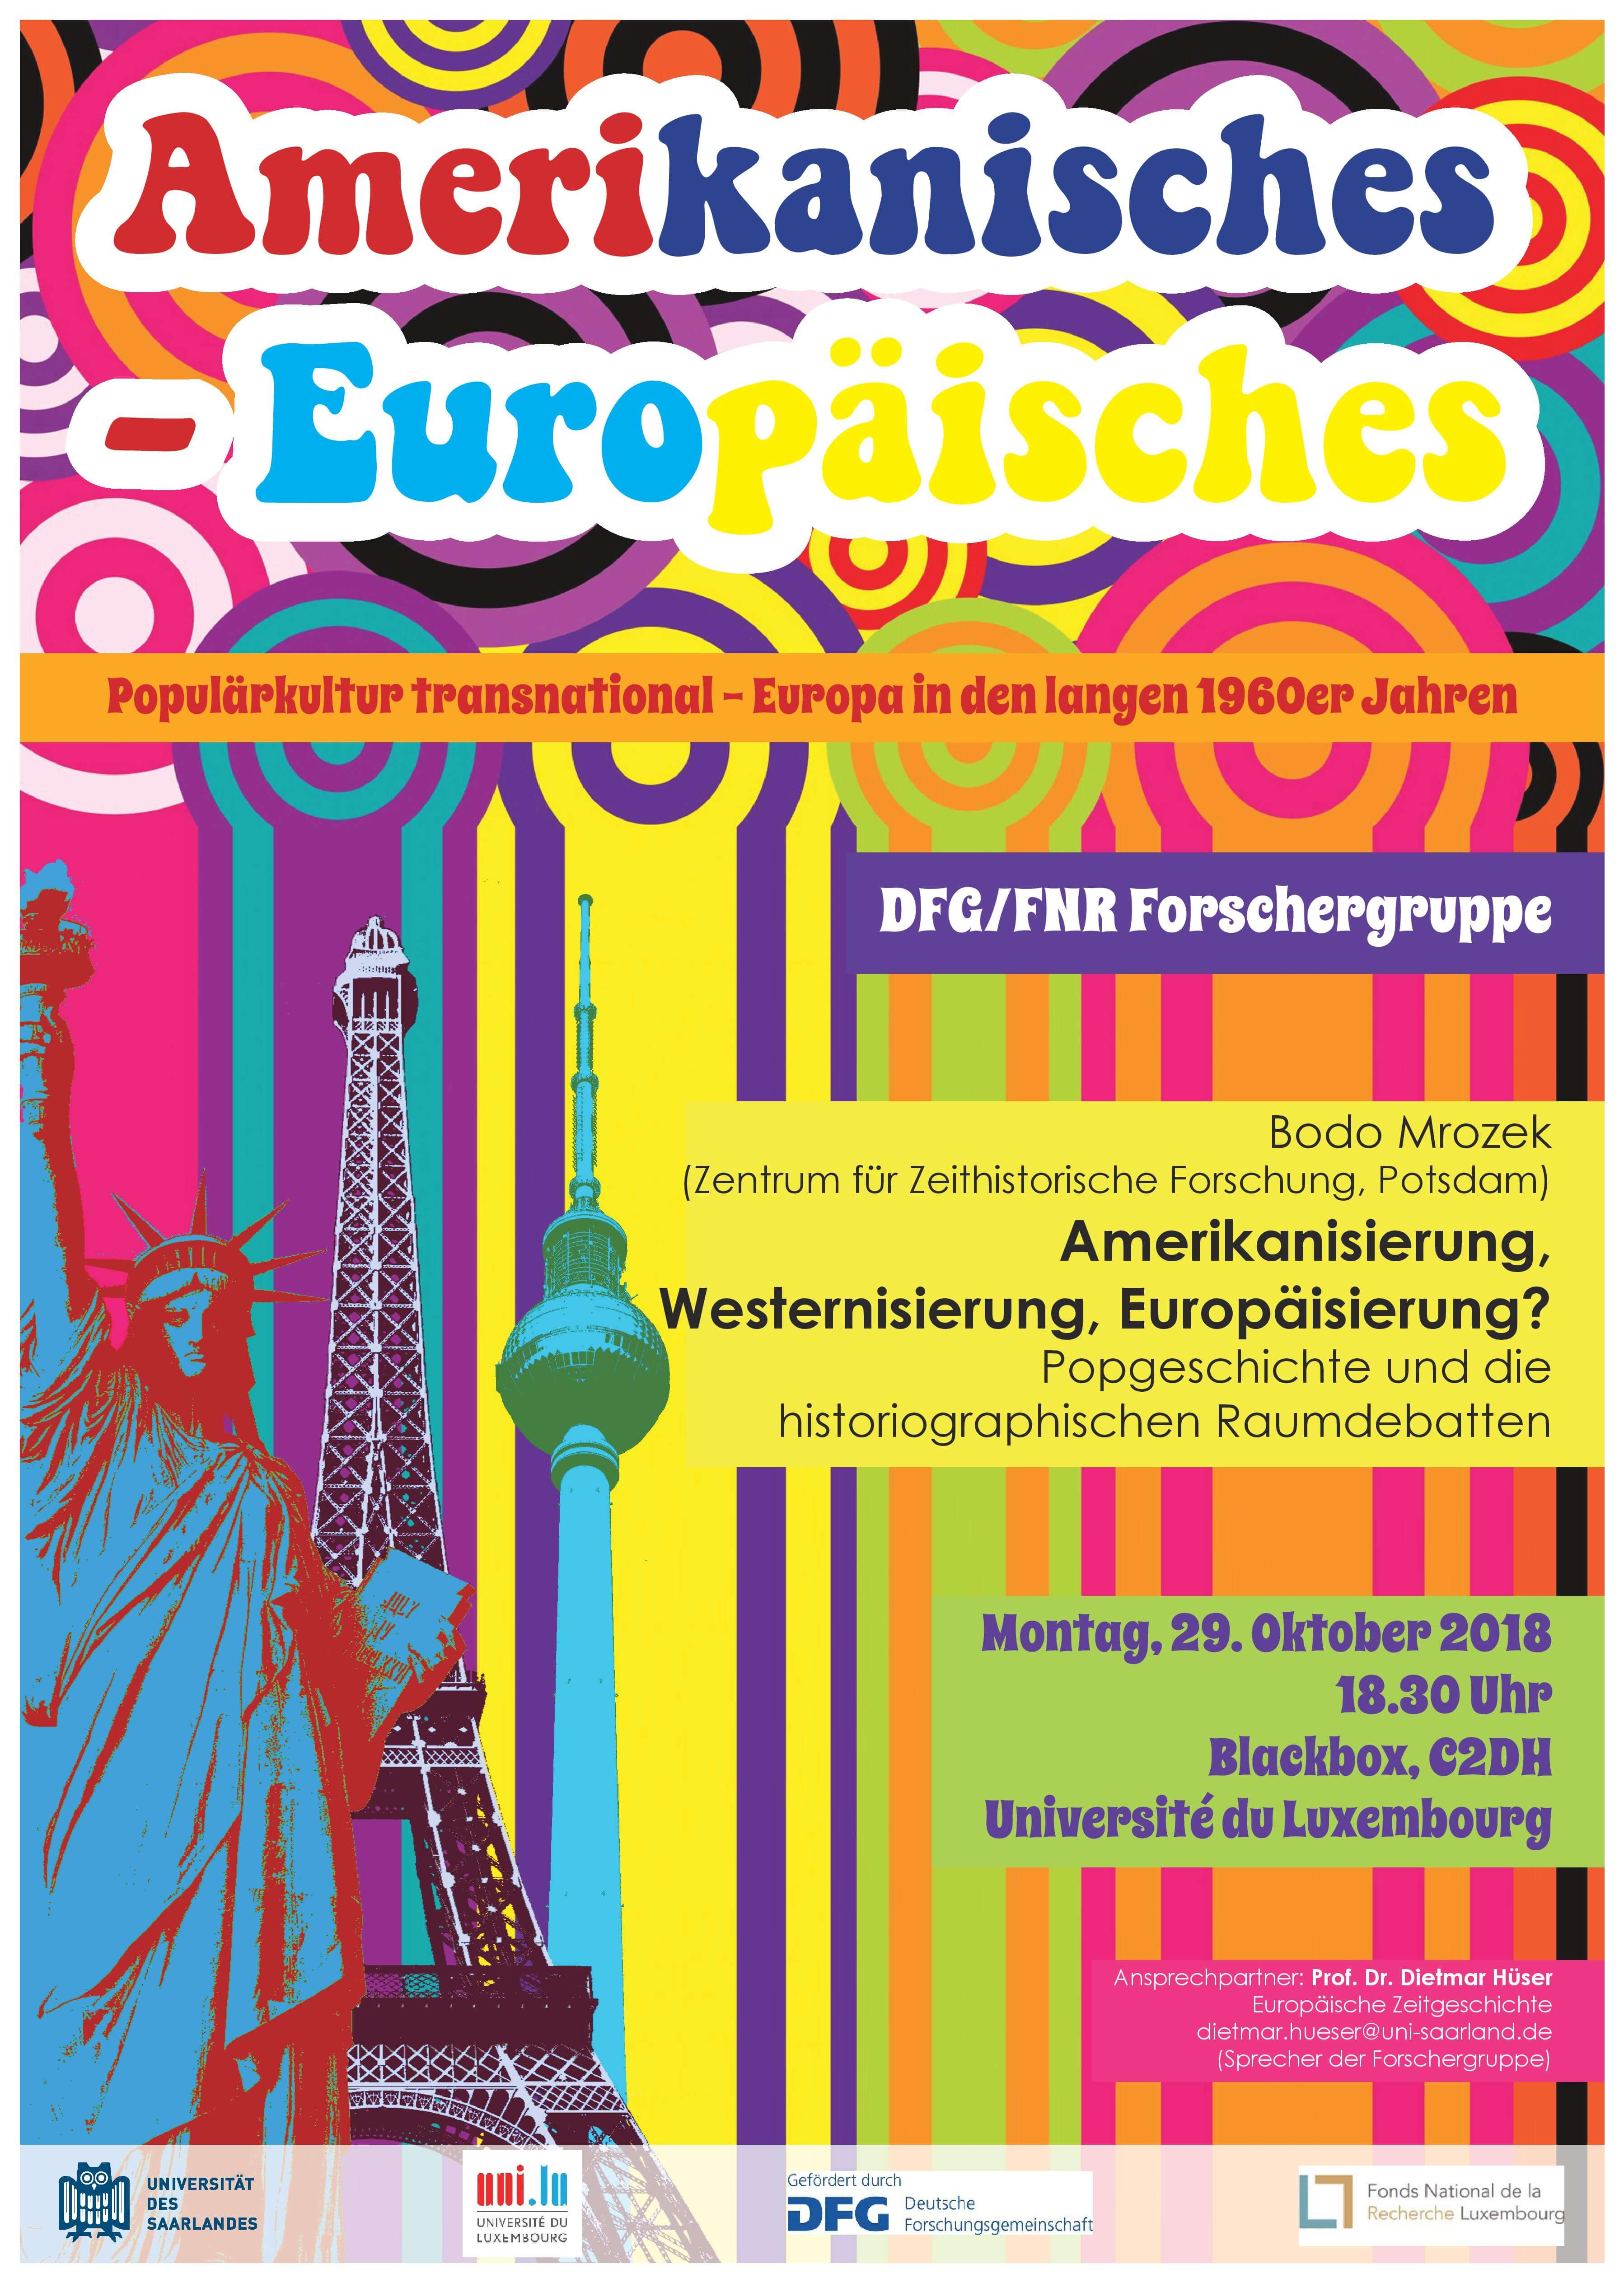 Amerikanisches
– Europäisches
Populärkultur transnational – Europa in den langen 1960er Jahren
DFG/FNR Forschergruppe
Bodo Mrozek
(Zentrum für Zeithistorische Forschung, Potsdam)
Amerikanisierung,
Westernisierung, Europäisierung?
Popgeschichte und die
historiographischen Raumdebatten
JULY
Montag, 29. Oktober 2018
18.30 Uhr
Blackbox, C2DH
Université du Luxembourg
Ansprechpartner: Prof. Dr. Dietmar Hüser
Europäische Zeitgeschichte
dietmar.hueser@uni-saarland.de
(Sprecher der Forschergruppe)
UNIVERSITÄT
DES
SAARLANDES
uni.lu
UNIVERSITÉ DU
LUXEMBOURG
Gefördert durch
DFG Deutsche
Forschungsgemeinschaft
Fonds National de la
Recherche Luxembourg